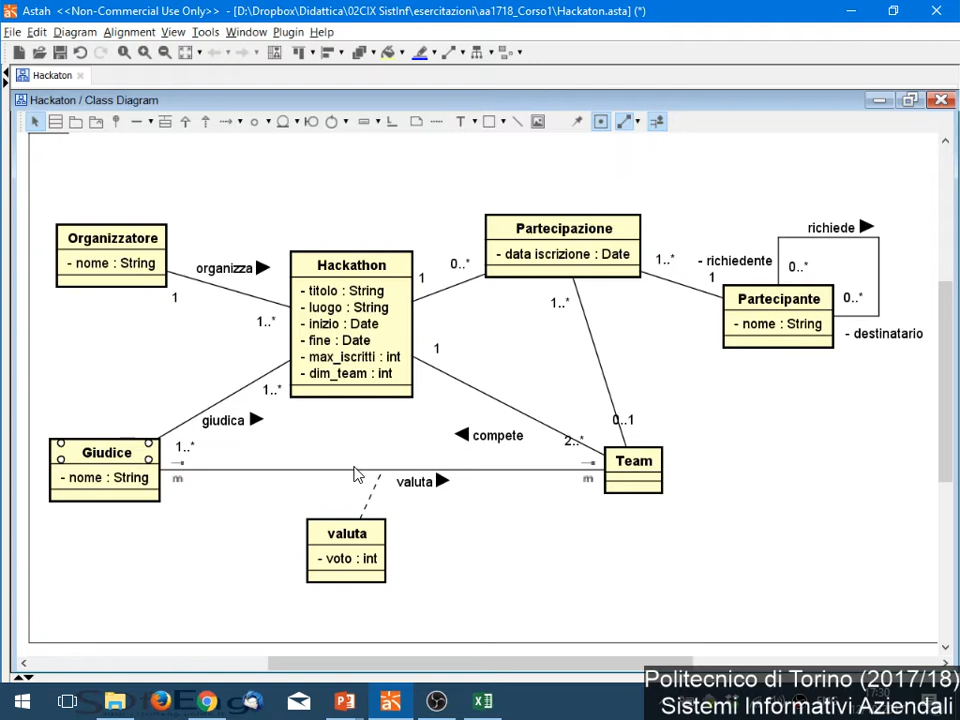 Astah <<Non-Commercial Use Only>> - [D:\Dropbox\Didattica\02CIX SistInf\esercitazioni\aa1718_Corso1\Hackaton.asta] (*)
File Edit Diagram Alignment View Tools Window Plugin Help
Hackaton
Hackaton / Class Diagram
Partecipazione
- data iscrizione : Date
richiede
Organizzatore
- nome : String
organizza
1
1..*
Hackathon
- titolo : String
- luogo : String
- inizio : Date
- fine : Date
- max_iscritti : int
- dim_team : int
1
0..*
1..*
- richiedente
1
0..*
0..*
Partecipante
- nome : String
- destinatario
1..*
1
1..*
giudica
1..*
compete
2..*
0..1
Giudice
- nome : String
m
valuta
m
Team
valuta
- voto : int
Politecnico di Torino (2017/18)
Sistemi Informativi Aziendali